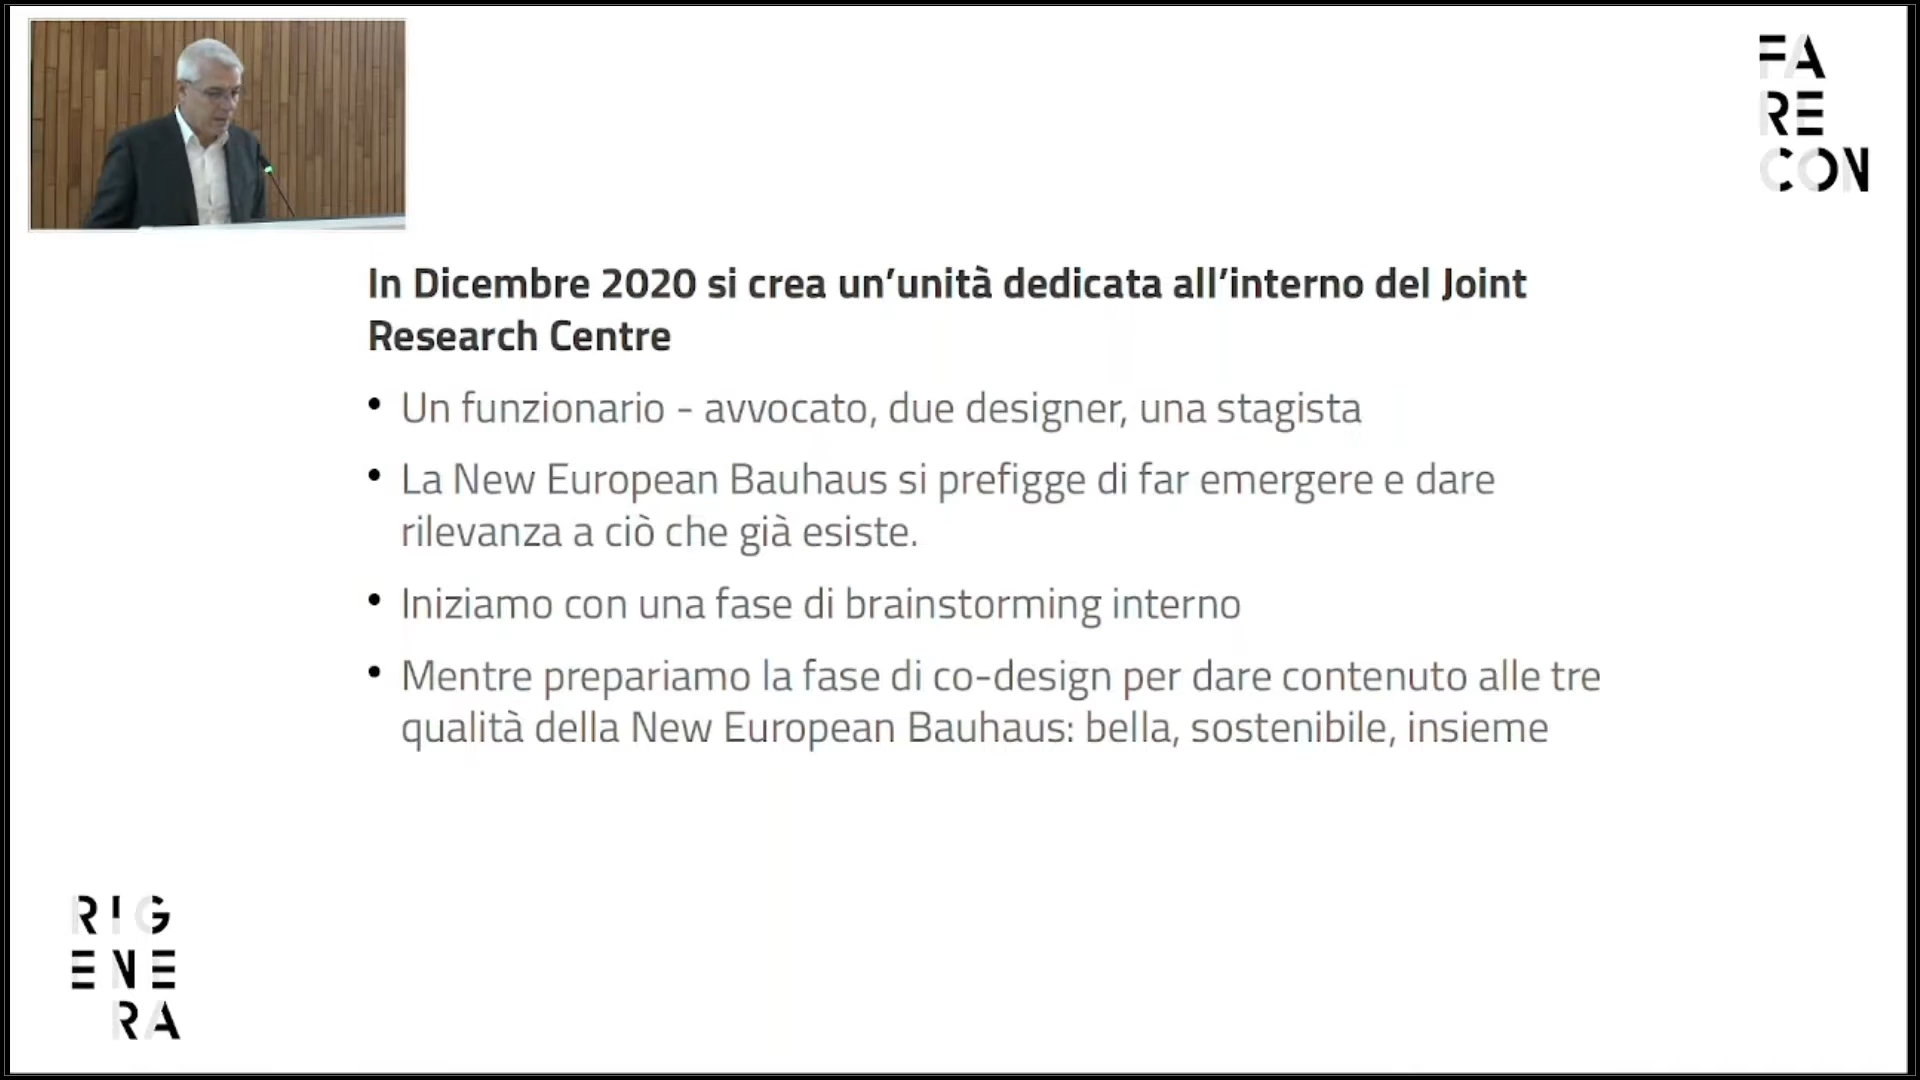 FA
RE
CON
In Dicembre 2020 si crea un’unità dedicata all’interno del Joint
Research Centre
• Un funzionario - avvocato, due designer, una stagista
• La New European Bauhaus si prefigge di far emergere e dare
rilevanza a ciò che già esiste.
• Iniziamo con una fase di brainstorming interno
• Mentre prepariamo la fase di co-design per dare contenuto alle tre
qualità della New European Bauhaus: bella, sostenibile, insieme
RIG
ENE
RA